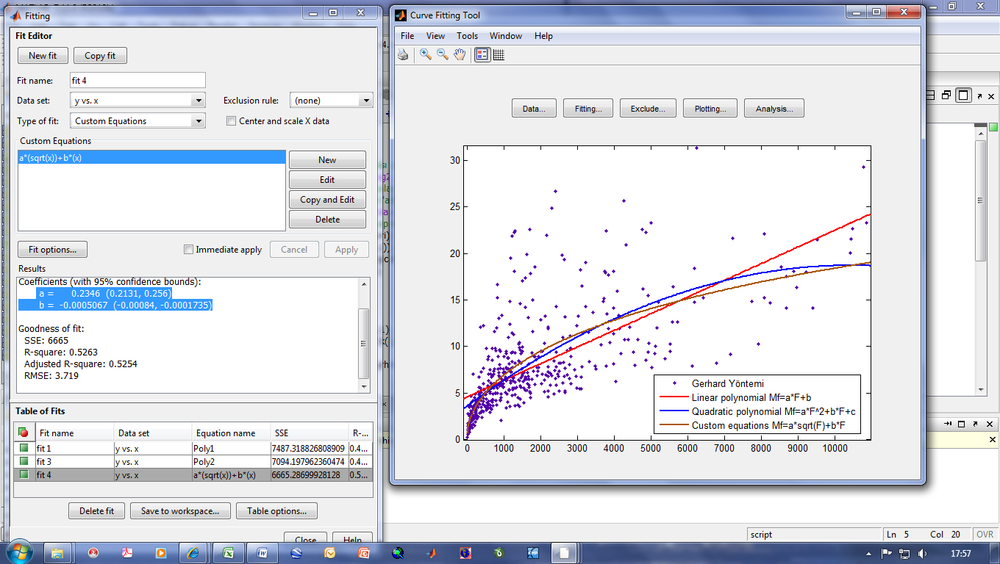 Fitting
Fit Editor
New fit
Copy fit
Fit name: fit 4
Data set: y vs. x
Exclusion rule: (none)
Type of fit: Custom Equations
Center and scale X data
Custom Equations
a*(sqrt(x))+b*(x)
New
Edit
Copy and Edit
Delete
Fit options...
Immediate apply
Cancel
Apply
Results
Coefficients (with 95% confidence bounds):
a = 0.2346 (0.2131, 0.256)
b = -0.0005067 (-0.00084, -0.0001735)
Goodness of fit:
SSE: 6665
R-square: 0.5263
Adjusted R-square: 0.5254
RMSE: 3.719
Table of Fits
Fit name Data set Equation name SSE R-...
fit 1 y vs. x Poly1 7487.318826808909 0.4...
fit 3 y vs. x Poly2 7094.197962360474 0.4...
fit 4 y vs. x a*(sqrt(x))+b*(x) 6665.28699928128 0.5...
Delete fit
Save to workspace...
Table options...
Close
Help
Curve Fitting Tool
File View Tools Window Help
Data...
Fitting...
Exclude...
Plotting...
Analysis...
30
25
20
15
10
5
0
0 1000 2000 3000 4000 5000 6000 7000 8000 9000 10000
Gerhard Yöntemi
Linear polynomial Mf=a*F+b
Quadratic polynomial Mf=a*F^2+b*F+c
Custom equations Mf=a*sqrt(F)+b*F
script
Ln 5 Col 20 OVR
KMP
17:57